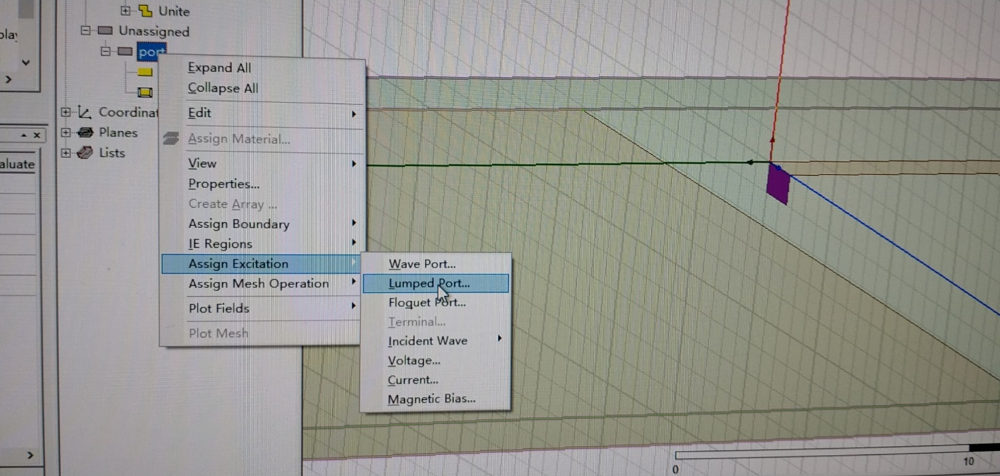 Unite
Unassigned
port
Expand All
Collapse All
Edit
Coordinat
Planes
Lists
Assign Material...
aluate
View
Properties...
Create Array ...
Assign Boundary
IE Regions
Assign Excitation
Assign Mesh Operation
Plot Fields
Plot Mesh
Wave Port...
Lumped Port...
Floquet Port...
Terminal...
Incident Wave
Voltage...
Current...
Magnetic Bias...
0
10